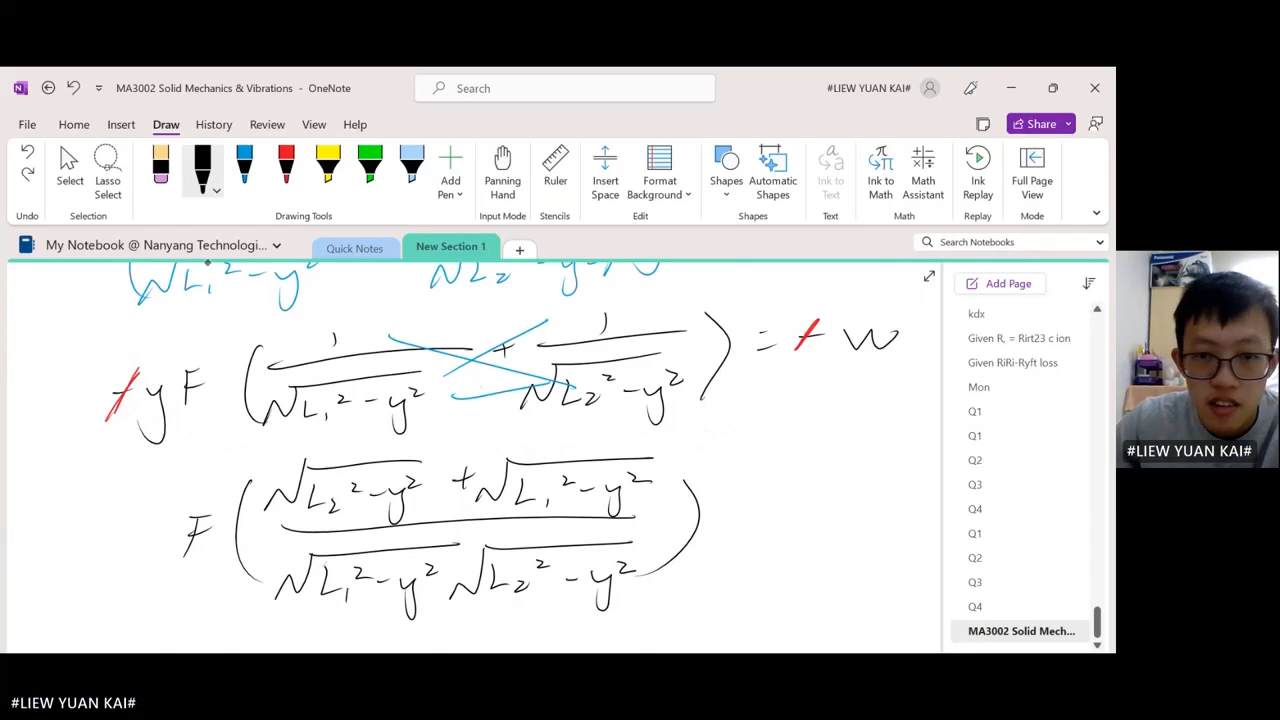 MA3002 Solid Mechanics & Vibrations - OneNote
Search
#LIEW YUAN KAI#
File Home Insert Draw History Review View Help
Share
Select
Lasso Select
Add Pen
Panning Hand
Ruler
Insert Space
Format Background
Shapes
Automatic Shapes
Ink to Text
Ink to Math
Math Assistant
Ink Replay
Full Page View
Undo
Selection
Drawing Tools
Input Mode
Stencils
Edit
Shapes
Text
Math
Replay
Mode
My Notebook @ Nanyang Technologi...
Quick Notes
New Section 1
+
Search Notebooks
Add Page
kdx
Given R, = Rirt23 c ion
Given RiRi-Ryft loss
Mon
Q1
Q1
Q2
Q3
Q4
Q1
Q2
Q3
Q4
MA3002 Solid Mech...
(√L₁²-y² √L₂²-y²
-yF (1/√(L₁²-y²) + 1/√(L₂²-y²)) = -W
F ((√(L₂²-y²) + √(L₁²-y²))/(√(L₁²-y²) √(L₂²-y²)))
#LIEW YUAN KAI#
#LIEW YUAN KAI#